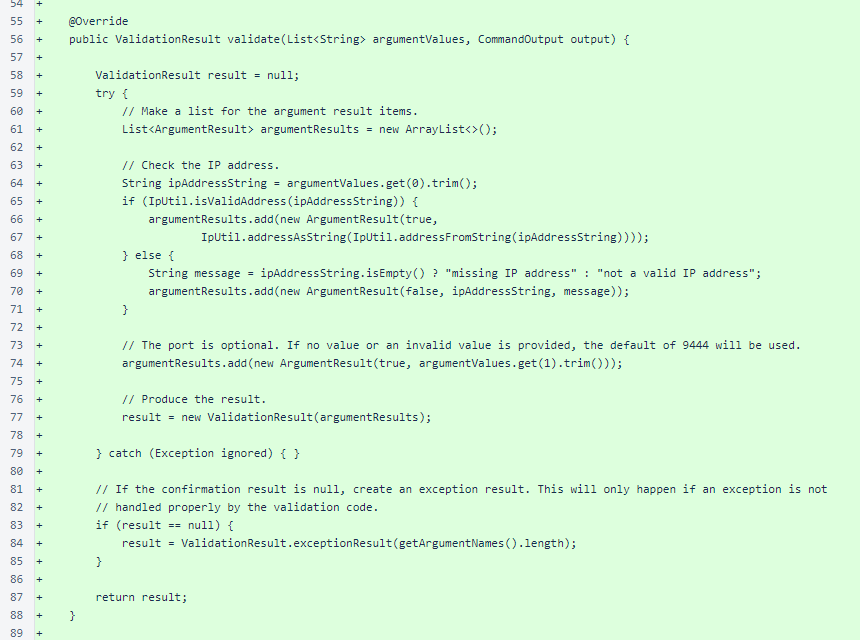 54 +
55 + @Override
56 + public ValidationResult validate(List<String> argumentValues, CommandOutput output) {
57 +
58 + ValidationResult result = null;
59 + try {
60 + // Make a list for the argument result items.
61 + List<ArgumentResult> argumentResults = new ArrayList<>();
62 +
63 + // Check the IP address.
64 + String ipAddressString = argumentValues.get(0).trim();
65 + if (IpUtil.isValidAddress(ipAddressString)) {
66 + argumentResults.add(new ArgumentResult(true,
67 + IpUtil.addressAsString(IpUtil.addressFromString(ipAddressString))));
68 + } else {
69 + String message = ipAddressString.isEmpty() ? "missing IP address" : "not a valid IP address";
70 + argumentResults.add(new ArgumentResult(false, ipAddressString, message));
71 + }
72 +
73 + // The port is optional. If no value or an invalid value is provided, the default of 9444 will be used.
74 + argumentResults.add(new ArgumentResult(true, argumentValues.get(1).trim()));
75 +
76 + // Produce the result.
77 + result = new ValidationResult(argumentResults);
78 +
79 + } catch (Exception ignored) { }
80 +
81 + // If the confirmation result is null, create an exception result. This will only happen if an exception is not
82 + // handled properly by the validation code.
83 + if (result == null) {
84 + result = ValidationResult.exceptionResult(getArgumentNames().length);
85 + }
86 +
87 + return result;
88 + }
89 +